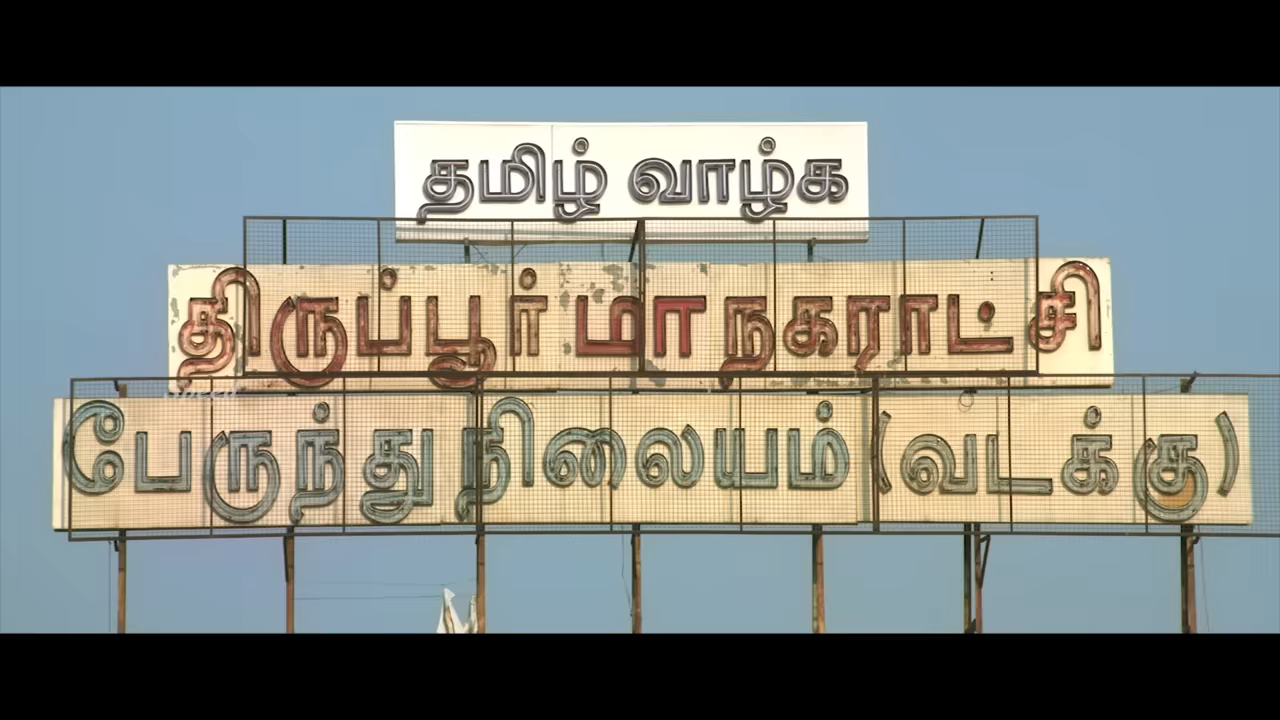 தமிழ் வாழ்க
திருப்பூர் மாநகராட்சி
பேருந்து நிலையம் (வடக்கு)